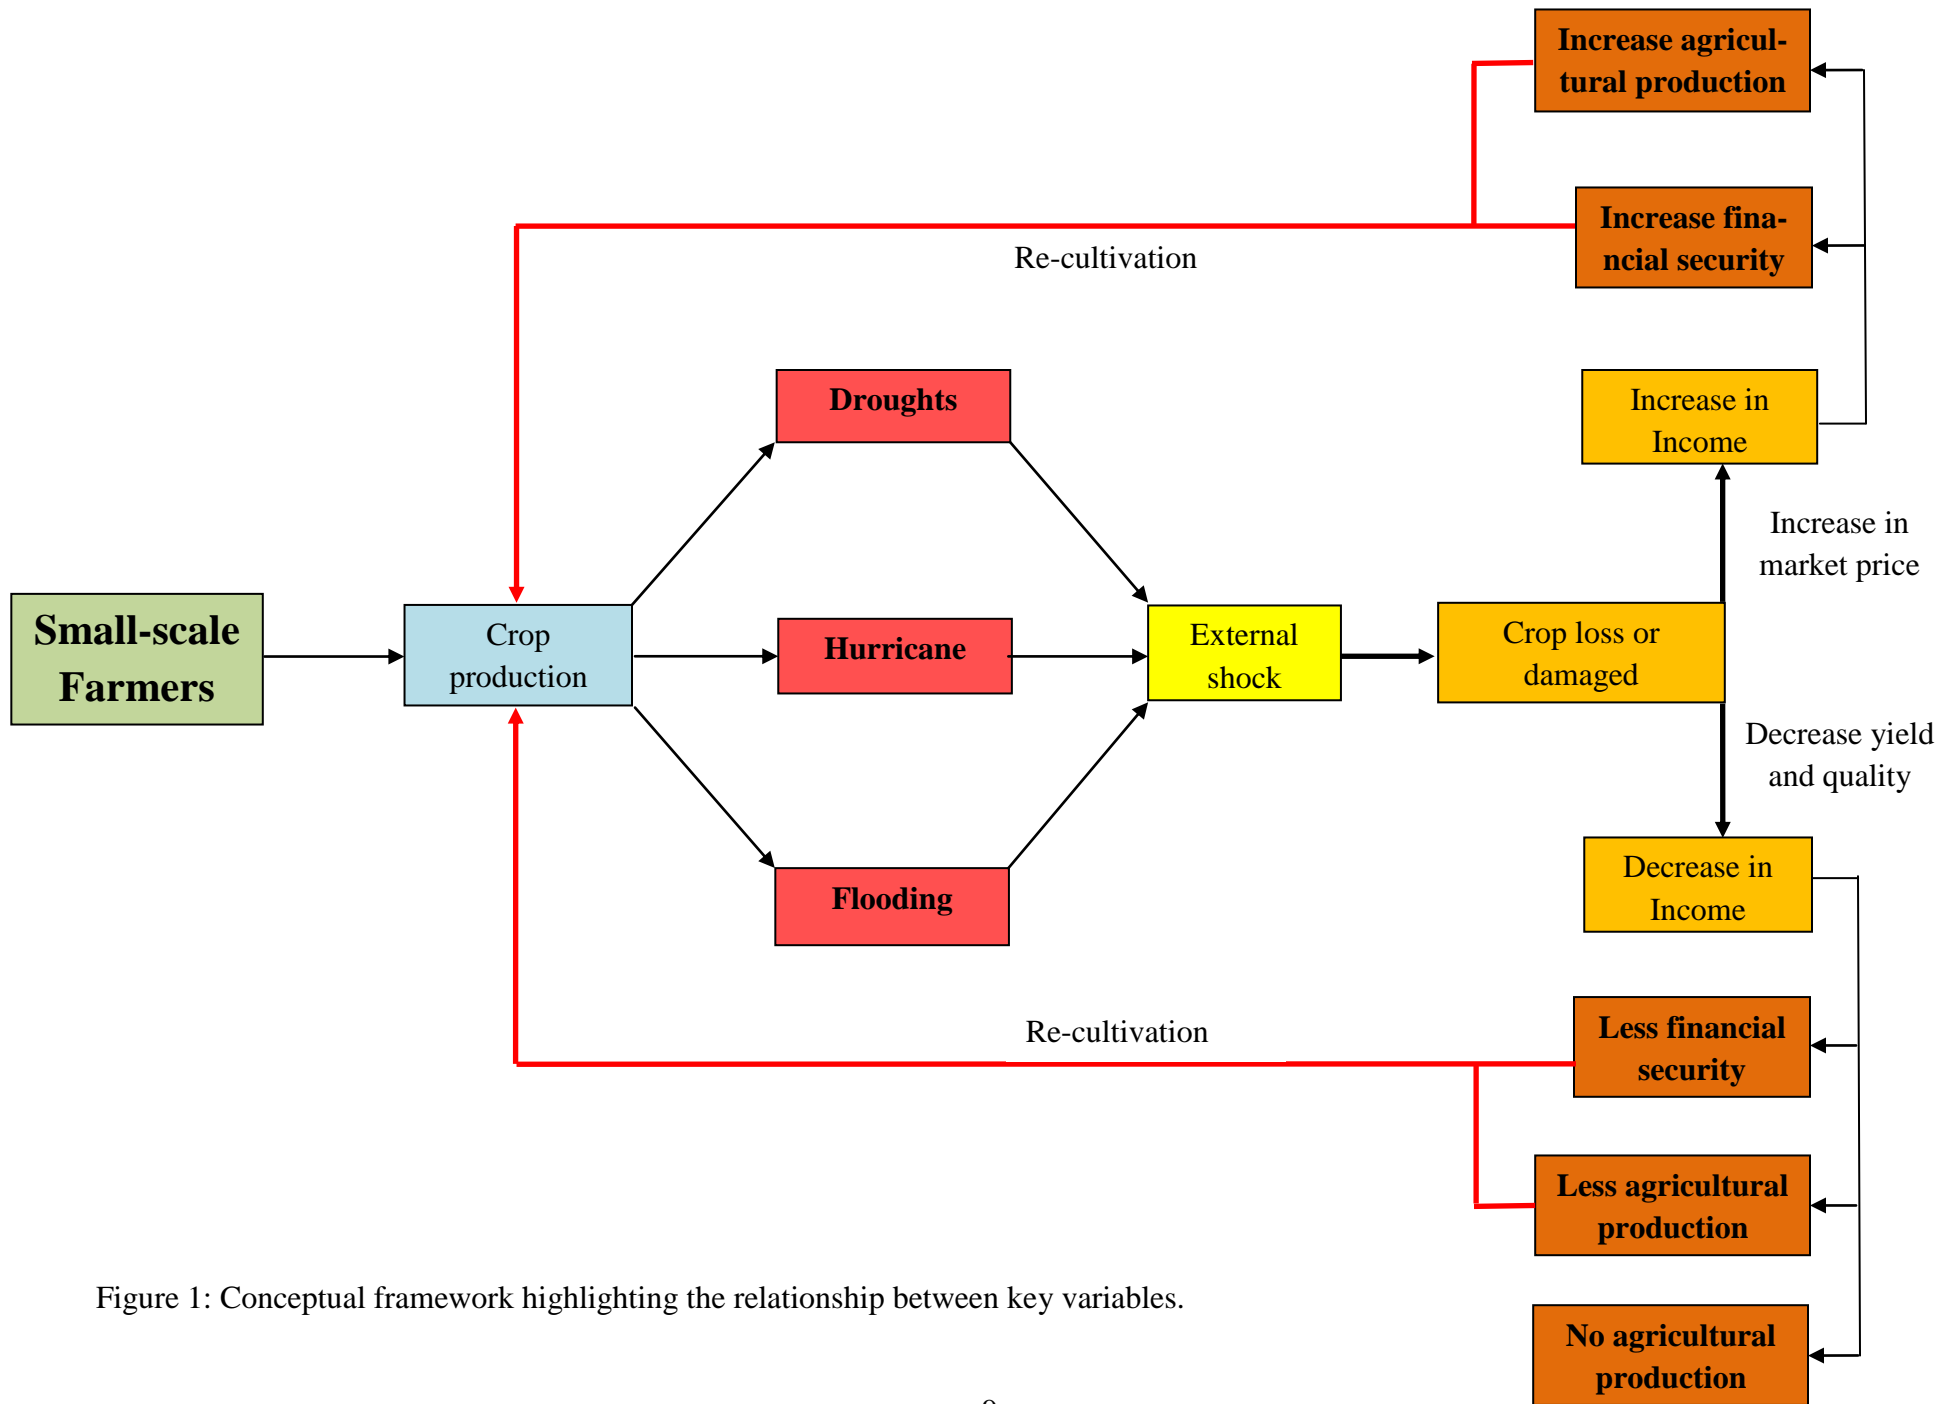 Increase agricul-
tural production
Increase fina-
ncial security
Re-cultivation
Droughts
Increase in
Income
Increase in
market price
Small-scale
Farmers
Crop
production
Hurricane
External
shock
Crop loss or
damaged
Decrease yield
and quality
Flooding
Decrease in
Income
Re-cultivation
Less financial
security
Less agricultural
production
Figure 1: Conceptual framework highlighting the relationship between key variables.
No agricultural
production